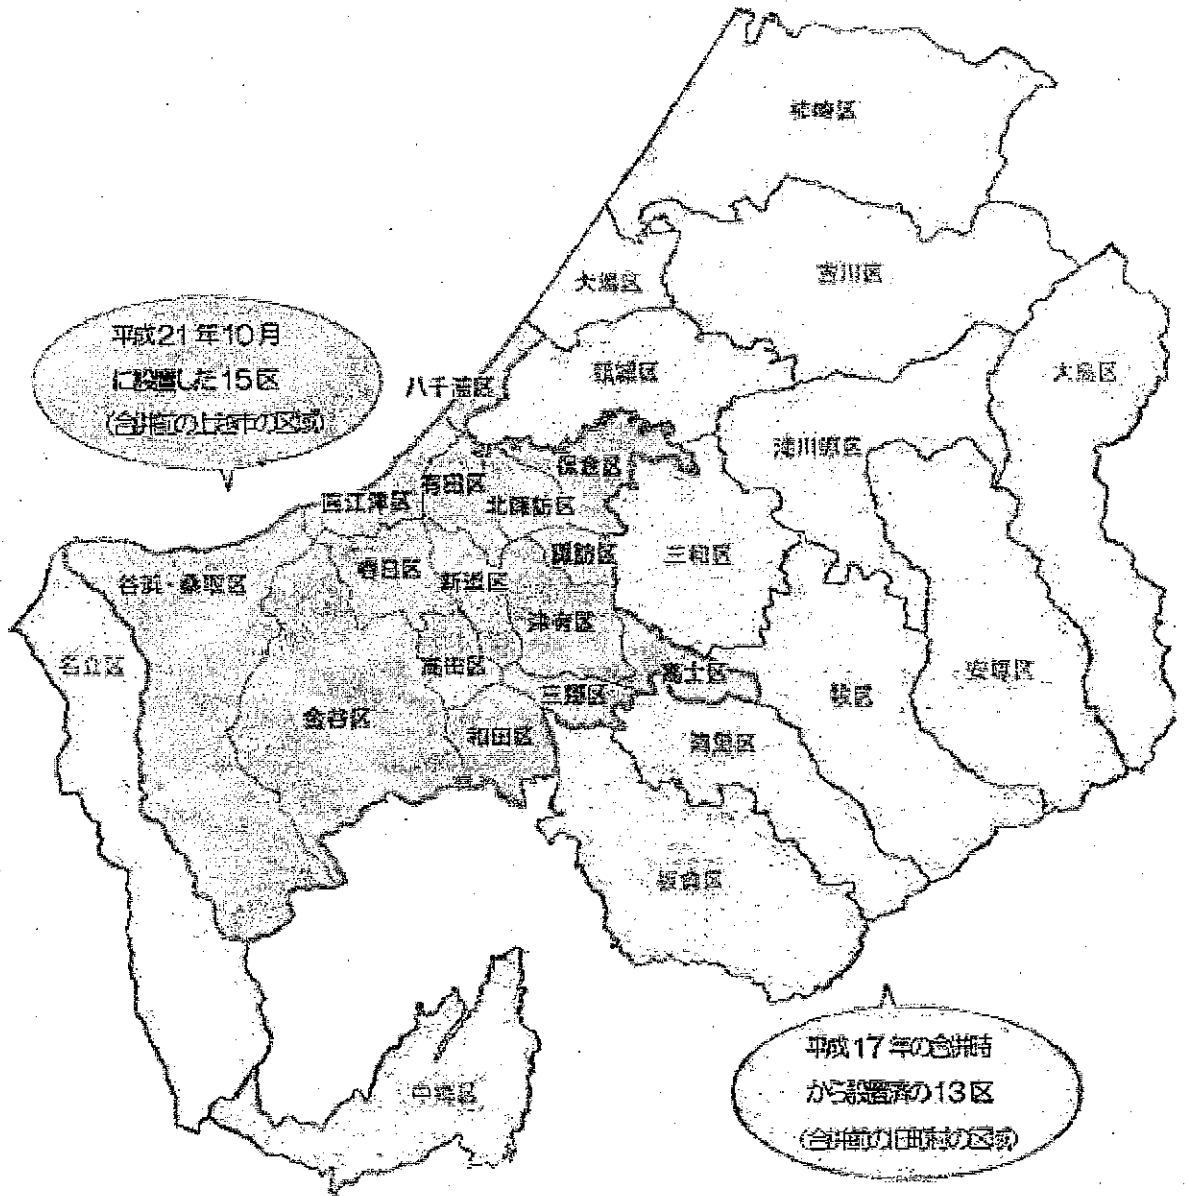 柿崎区
大潟区
吉川区
平成21年10月
に設置した15区
(合併前の上越市の区域)
八千浦区
頸城区
大島区
浦川原区
保倉区
有田区
直江津区
北諏訪区
諏訪区
三和区
春日区
新道区
谷浜・桑取区
津有区
名立区
高田区
高士区
安塚区
三郷区
牧区
金谷区
和田区
清里区
板倉区
平成17年の合併時
から設置済の13区
(合併前の旧町村の区域)
中郷区